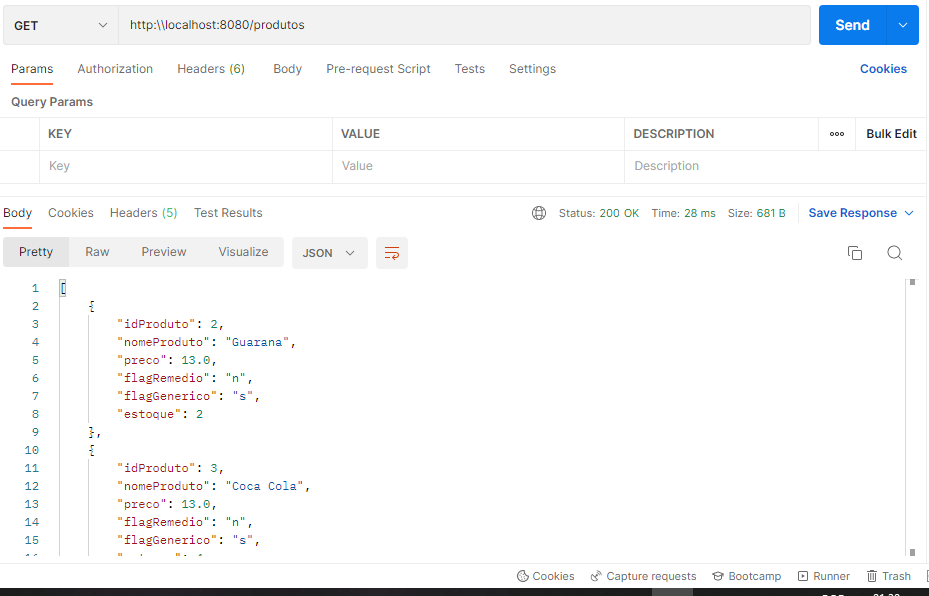 GET http:\\localhost:8080/produtos Send
Params Authorization Headers (6) Body Pre-request Script Tests Settings Cookies
Query Params
KEY VALUE DESCRIPTION ooo Bulk Edit
Key Value Description
Body Cookies Headers (5) Test Results Status: 200 OK Time: 28 ms Size: 681 B Save Response
Pretty Raw Preview Visualize JSON
1 [
2 {
3 "idProduto": 2,
4 "nomeProduto": "Guarana",
5 "preco": 13.0,
6 "flagRemedio": "n",
7 "flagGenerico": "s",
8 "estoque": 2
9 },
10 {
11 "idProduto": 3,
12 "nomeProduto": "Coca Cola",
13 "preco": 13.0,
14 "flagRemedio": "n",
15 "flagGenerico": "s",
Cookies Capture requests Bootcamp Runner Trash